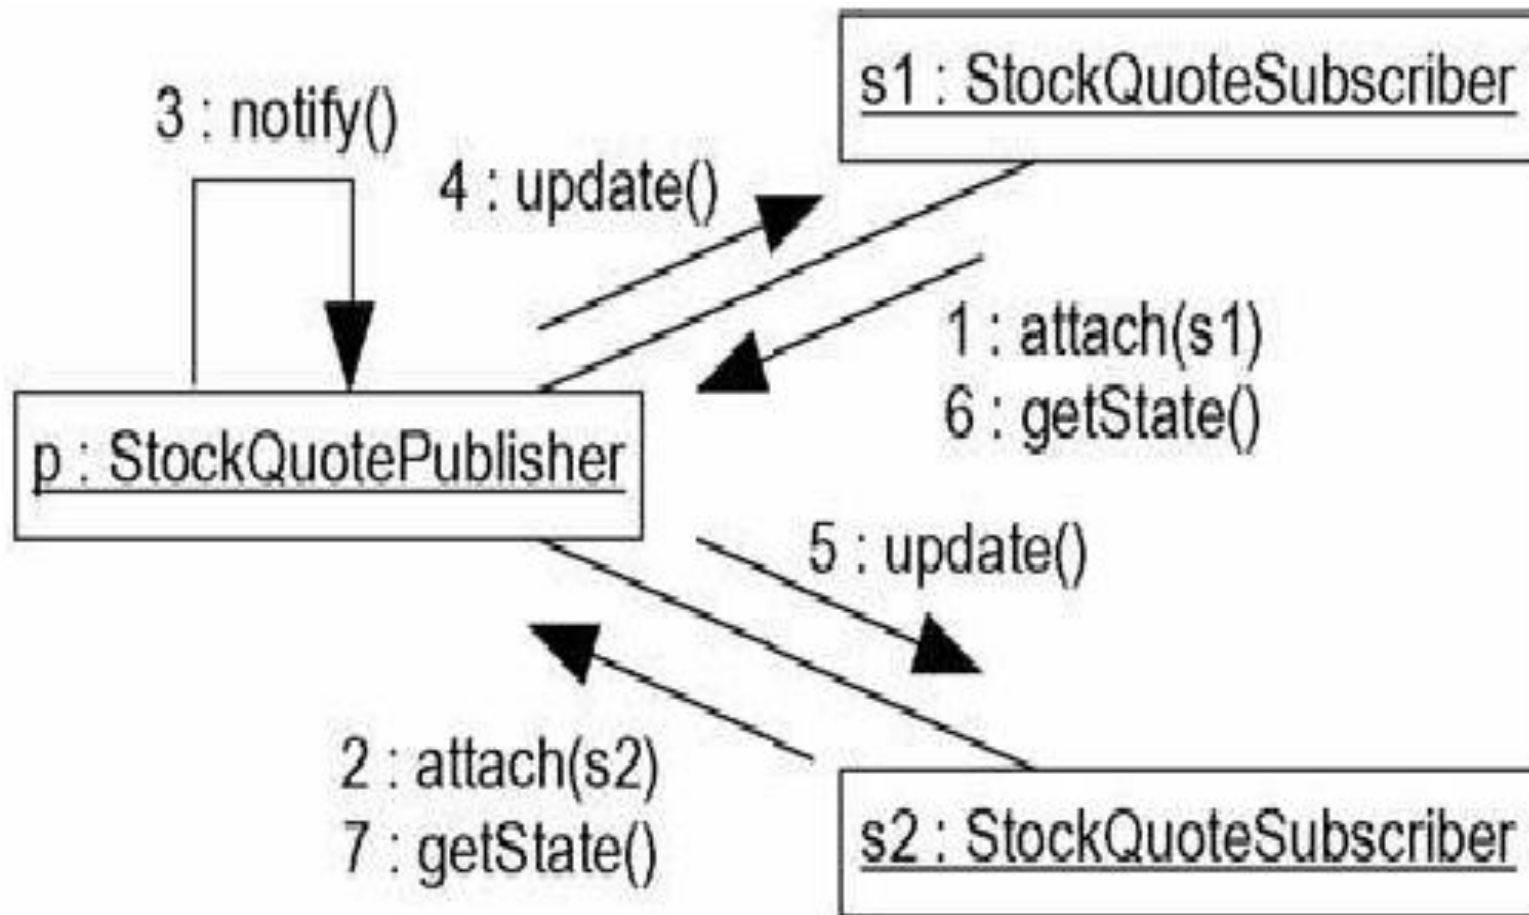 s1 : StockQuoteSubscriber
3 : notify()
4 : update()
1 : attach(s1)
6 : getState()
p : StockQuotePublisher
5 : update()
2 : attach(s2)
7 : getState()
s2 : StockQuoteSubscriber